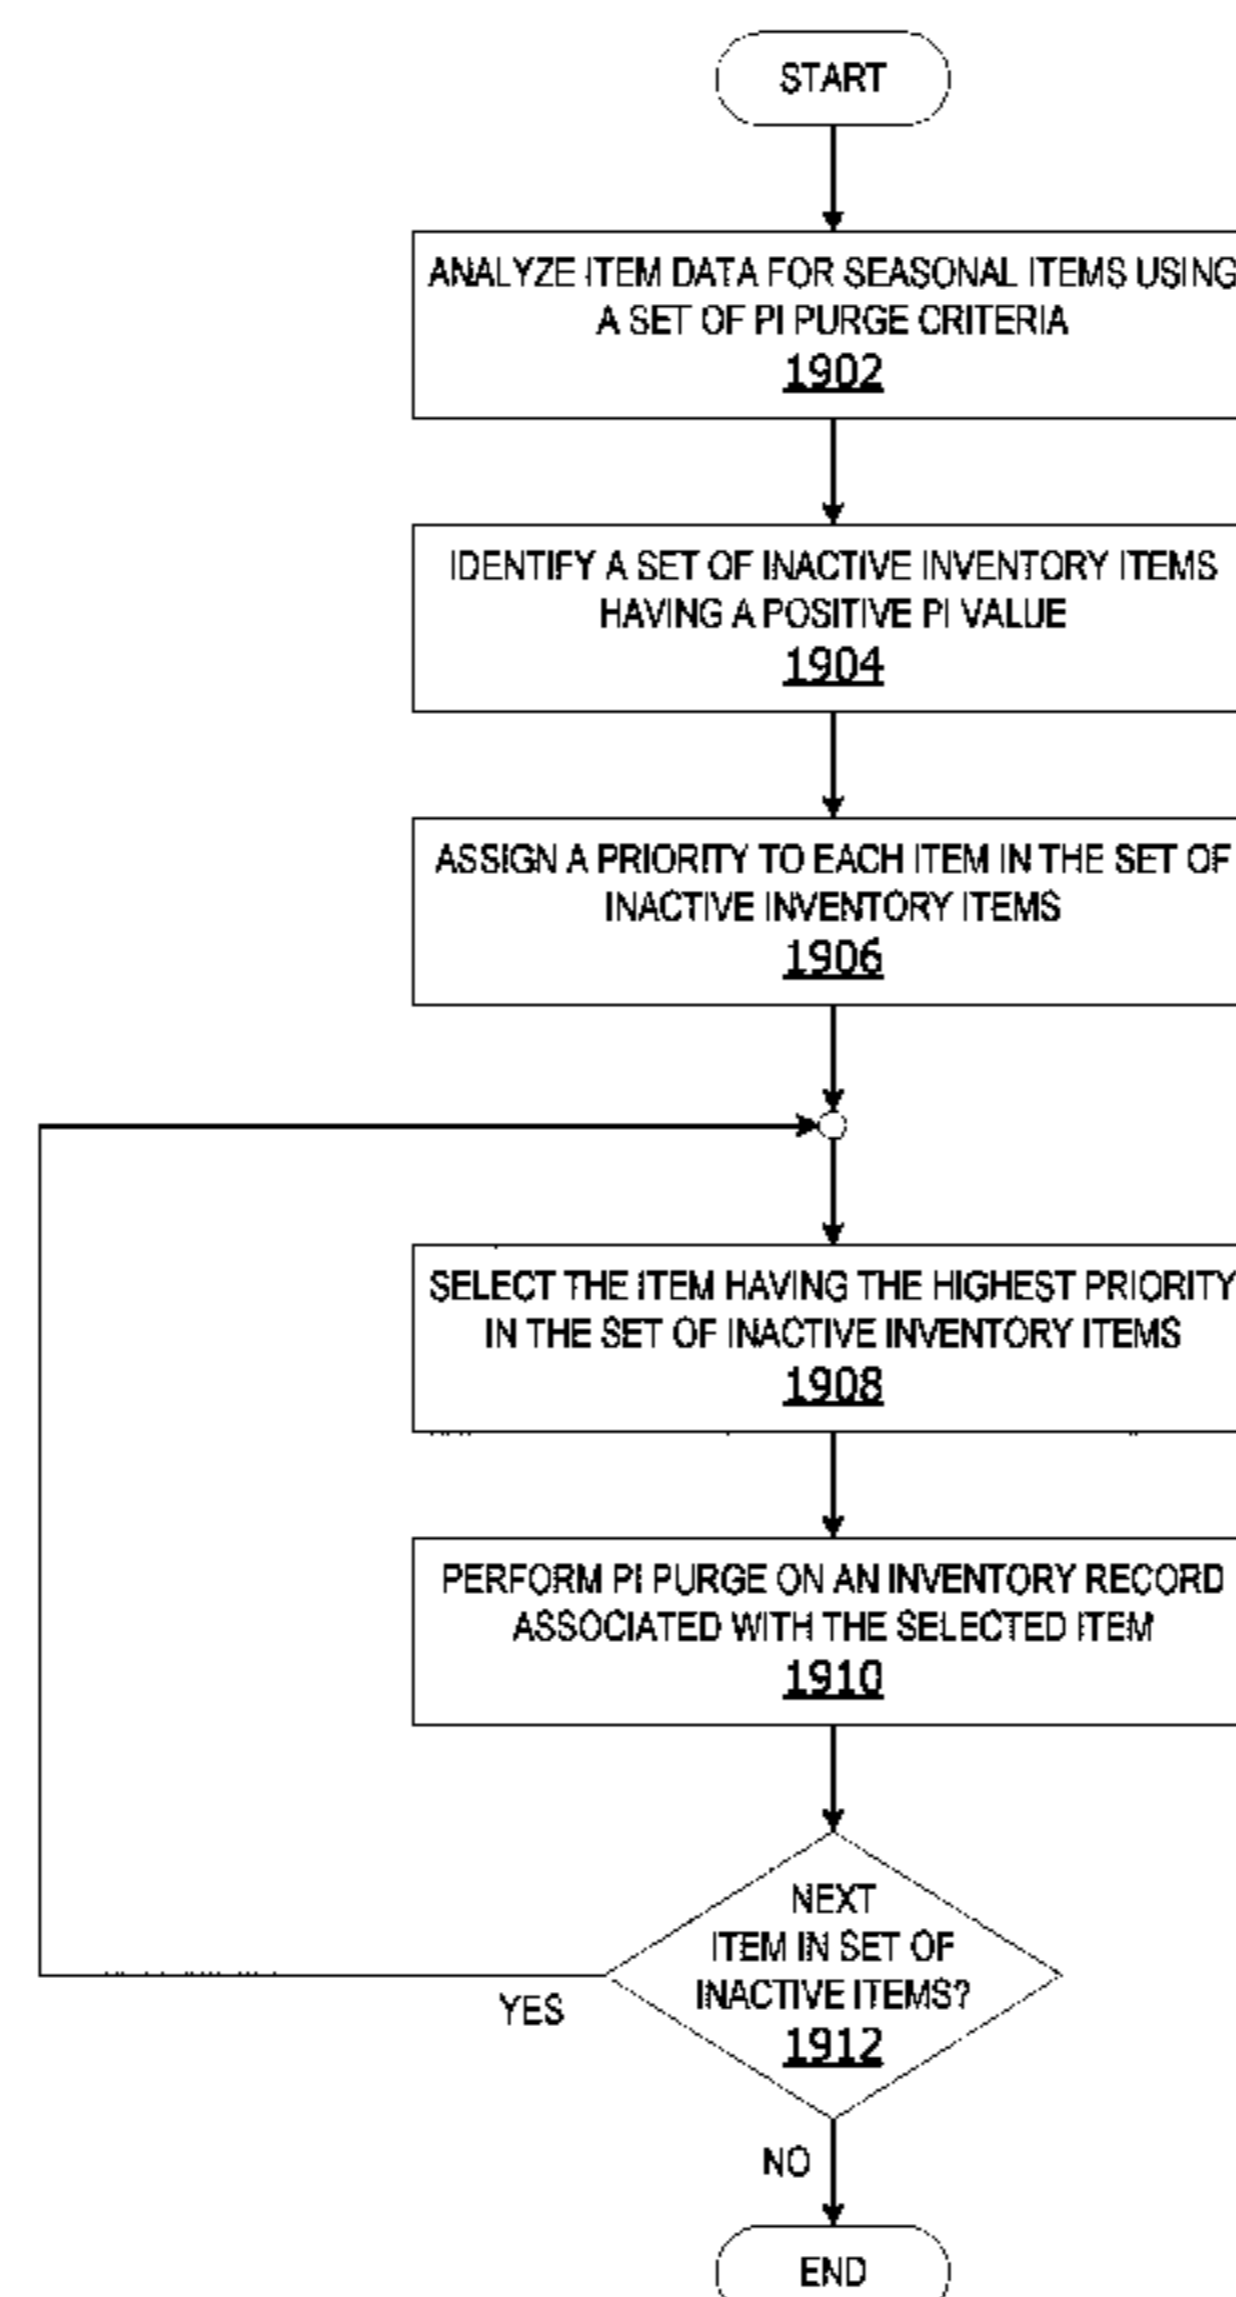 START
ANALYZE ITEM DATA FOR SEASONAL ITEMS USING
A SET OF PI PURGE CRITERIA
1902
IDENTIFY A SET OF INACTIVE INVENTORY ITEMS
HAVING A POSITIVE PI VALUE
1904
ASSIGN A PRIORITY TO EACH ITEM IN THE SET OF
INACTIVE INVENTORY ITEMS
1906
SELECT THE ITEM HAVING THE HIGHEST PRIORITY
IN THE SET OF INACTIVE INVENTORY ITEMS
1908
PERFORM PI PURGE ON AN INVENTORY RECORD
ASSOCIATED WITH THE SELECTED ITEM
1910
NEXT
ITEM IN SET OF
INACTIVE ITEMS?
1912
YES
NO
END